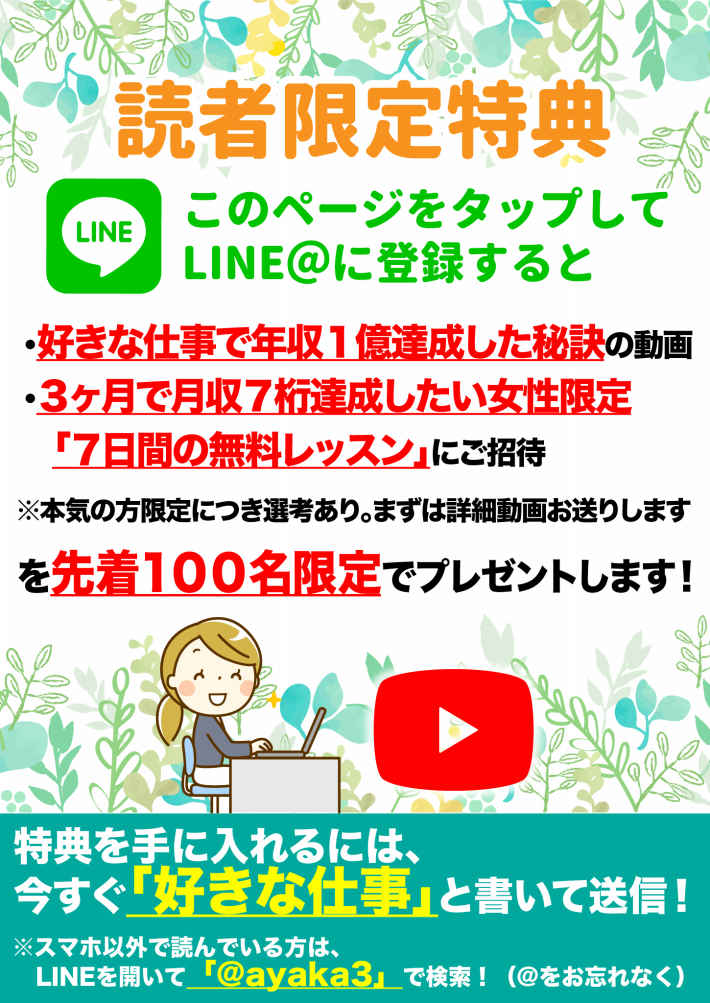 読者限定特典
LINE
このページをタップして
LINE@に登録すると
・好きな仕事で年収1億達成した秘訣の動画
・3ヶ月で月収7桁達成したい女性限定
「7日間の無料レッスン」にご招待
※本気の方限定につき選考あり。まずは詳細動画お送りします
を先着100名限定でプレゼントします!
特典を手に入れるには、
今すぐ「好きな仕事」と書いて送信!
※スマホ以外で読んでいる方は、
LINEを開いて「@ayaka3」で検索!(@をお忘れなく)